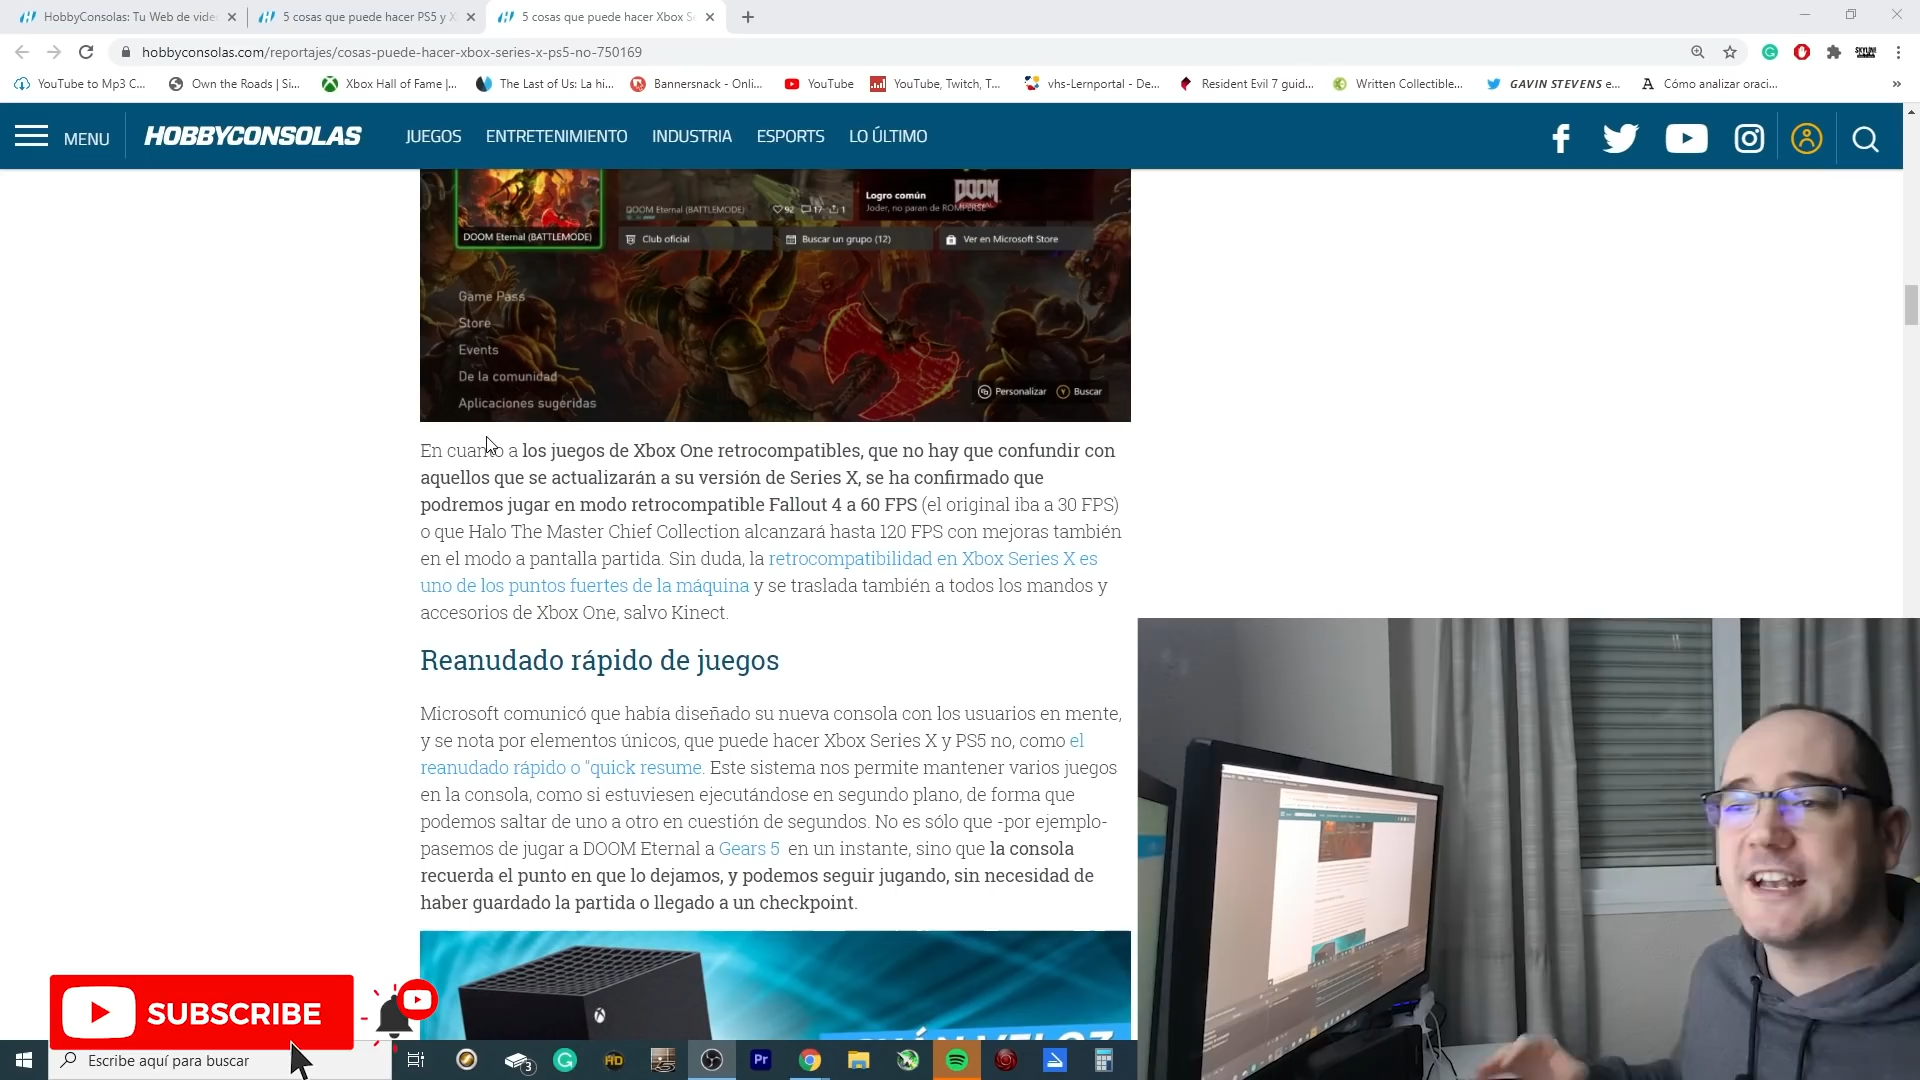 HobbyConsolas: Tu Web de vide
5 cosas que puede hacer PS5 y X
5 cosas que puede hacer Xbox Se
hobbyconsolas.com/reportajes/cosas-puede-hacer-xbox-series-x-ps5-no-750169
YouTube to Mp3 C...
Own the Roads | Si...
Xbox Hall of Fame |...
The Last of Us: La hi...
Bannersnack - Onli...
YouTube
YouTube, Twitch, T...
vhs-Lernportal - De...
Resident Evil 7 guid...
Written Collectible...
GAVIN STEVENS e...
Cómo analizar oraci...
MENU
HOBBYCONSOLAS
JUEGOS
ENTRETENIMIENTO
INDUSTRIA
ESPORTS
LO ÚLTIMO
Logro común
DOOM
Joder, no paran de ROMPERSE
DOOM Eternal (BATTLEMODE)
92
17
1
DOOM Eternal (BATTLEMODE)
Club oficial
Buscar un grupo (12)
Ver en Microsoft Store
Game Pass
Store
Events
De la comunidad
Aplicaciones sugeridas
Personalizar
Y Buscar
En cuanto a los juegos de Xbox One retrocompatibles, que no hay que confundir con
aquellos que se actualizarán a su versión de Series X, se ha confirmado que
podremos jugar en modo retrocompatible Fallout 4 a 60 FPS (el original iba a 30 FPS)
o que Halo The Master Chief Collection alcanzará hasta 120 FPS con mejoras también
en el modo a pantalla partida. Sin duda, la retrocompatibilidad en Xbox Series X es
uno de los puntos fuertes de la máquina y se traslada también a todos los mandos y
accesorios de Xbox One, salvo Kinect.
Reanudado rápido de juegos
Microsoft comunicó que había diseñado su nueva consola con los usuarios en mente,
y se nota por elementos únicos, que puede hacer Xbox Series X y PS5 no, como el
reanudado rápido o "quick resume. Este sistema nos permite mantener varios juegos
en la consola, como si estuviesen ejecutándose en segundo plano, de forma que
podemos saltar de uno a otro en cuestión de segundos. No es sólo que -por ejemplo-
pasemos de jugar a DOOM Eternal a Gears 5 en un instante, sino que la consola
recuerda el punto en que lo dejamos, y podemos seguir jugando, sin necesidad de
haber guardado la partida o llegado a un checkpoint.
SUBSCRIBE
Escribe aquí para buscar
3
Pr